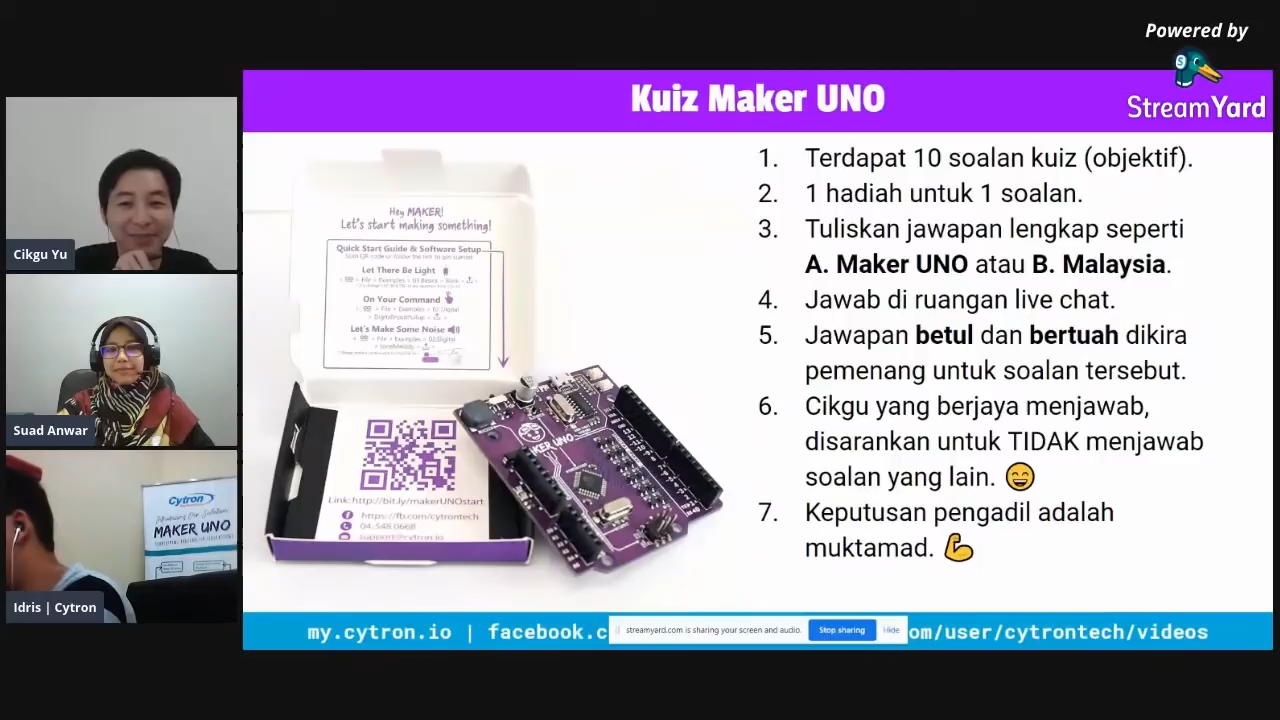 Powered by
StreamYard
Kuiz Maker UNO
1. Terdapat 10 soalan kuiz (objektif).
2. 1 hadiah untuk 1 soalan.
3. Tuliskan jawapan lengkap seperti
A. Maker UNO atau B. Malaysia.
4. Jawab di ruangan live chat.
5. Jawapan betul dan bertuah dikira
pemenang untuk soalan tersebut.
6. Cikgu yang berjaya menjawab,
disarankan untuk TIDAK menjawab
soalan yang lain. 😄
7. Keputusan pengadil adalah
muktamad. 💪
Hey MAKER!
Let's start making something!
Quick Start Guide & Software Setup
Let There Be Light
On Your Command
Let's Make Some Noise
Link: http://bit.ly/makerUNOstart
https://fb.com/cytrontech
04-548 0668
support@cytron.io
MAKER UNO
Cikgu Yu
Suad Anwar
Cytron
MAKER UNO
Idris | Cytron
my.cytron.io | facebook.c
streamyard.com is sharing your screen and audio. Stop sharing Hide
om/user/cytrontech/videos